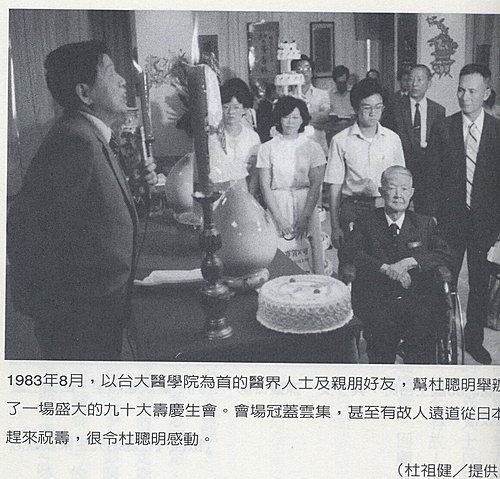 1983年8月，以台大醫學院為首的醫界人士及親朋好友，幫杜聰明舉辦
了一場盛大的九十大壽慶生會。會場冠蓋雲集，甚至有故人遠道從日本
趕來祝壽，很令杜聰明感動。
（杜祖健／提供